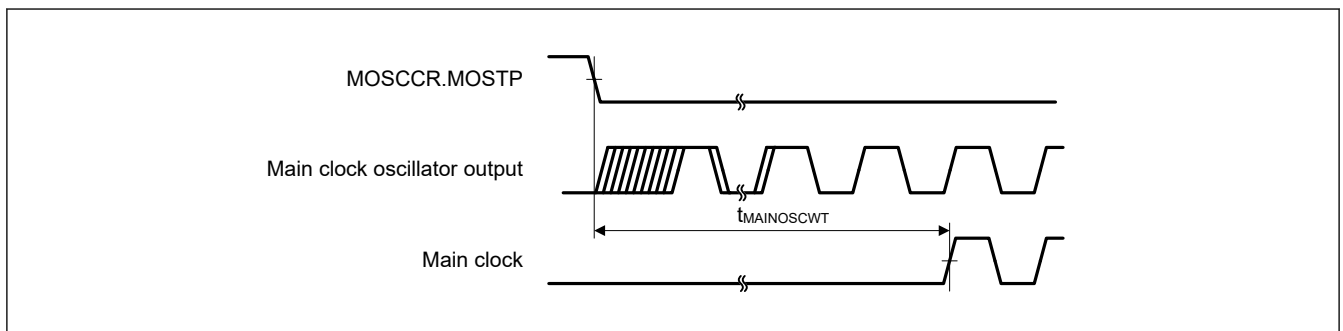 MOSCCR.MOSTP
Main clock oscillator output
tMAINOSCWT
Main clock